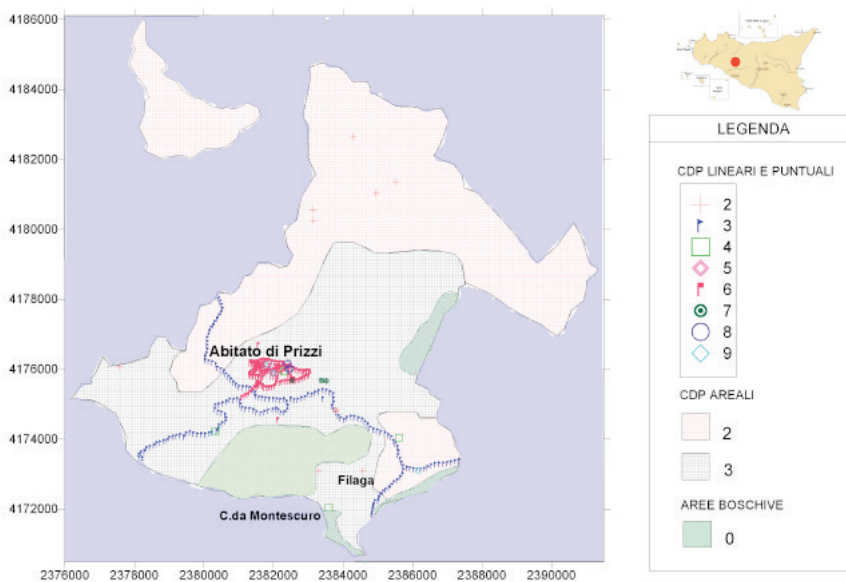 4186000
4184000
4182000
4180000
4178000
4176000
4174000
4172000
2376000 2378000 2380000 2382000 2384000 2386000 2388000 2390000
Abitato di Prizzi
Filaga
C.da Montescuro
LEGENDA
CDP LINEARI E PUNTUALI
2
3
4
5
6
7
8
9
CDP AREALI
2
3
AREE BOSCHIVE
0